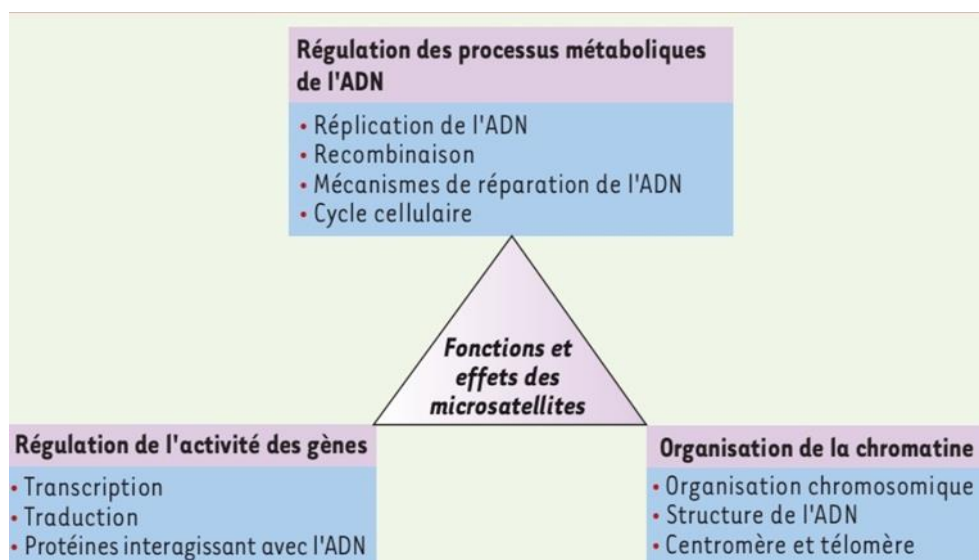 Régulation des processus métaboliques
de l'ADN
• Réplication de l'ADN
• Recombinaison
• Mécanismes de réparation de l'ADN
• Cycle cellulaire
Fonctions et
effets des
microsatellites
Régulation de l'activité des gènes
• Transcription
• Traduction
• Protéines interagissant avec l'ADN
Organisation de la chromatine
• Organisation chromosomique
• Structure de l'ADN
• Centromère et télomère